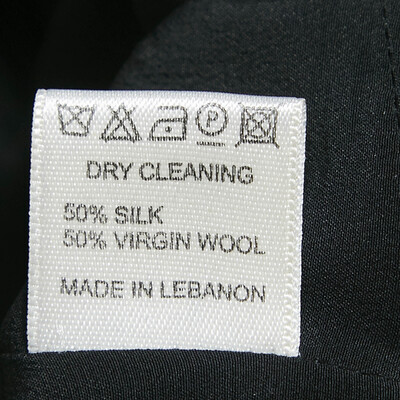 P
DRY CLEANING
50% SILK
50% VIRGIN WOOL
MADE IN LEBANON